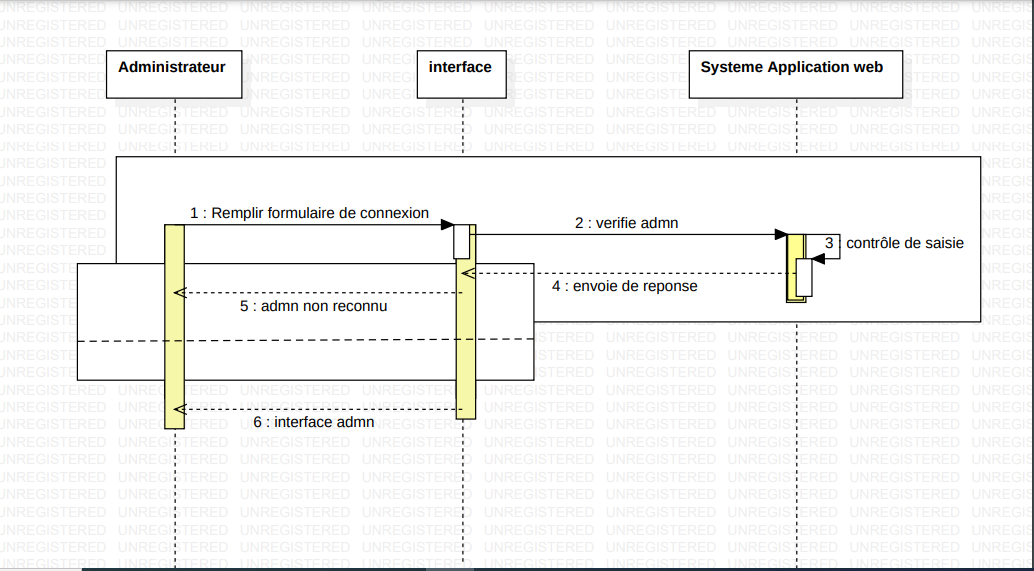 Administrateur
interface
Systeme Application web
1 : Remplir formulaire de connexion
2 : verifie admn
3 : contrôle de saisie
4 : envoie de reponse
5 : admn non reconnu
6 : interface admn
UNREGISTERED